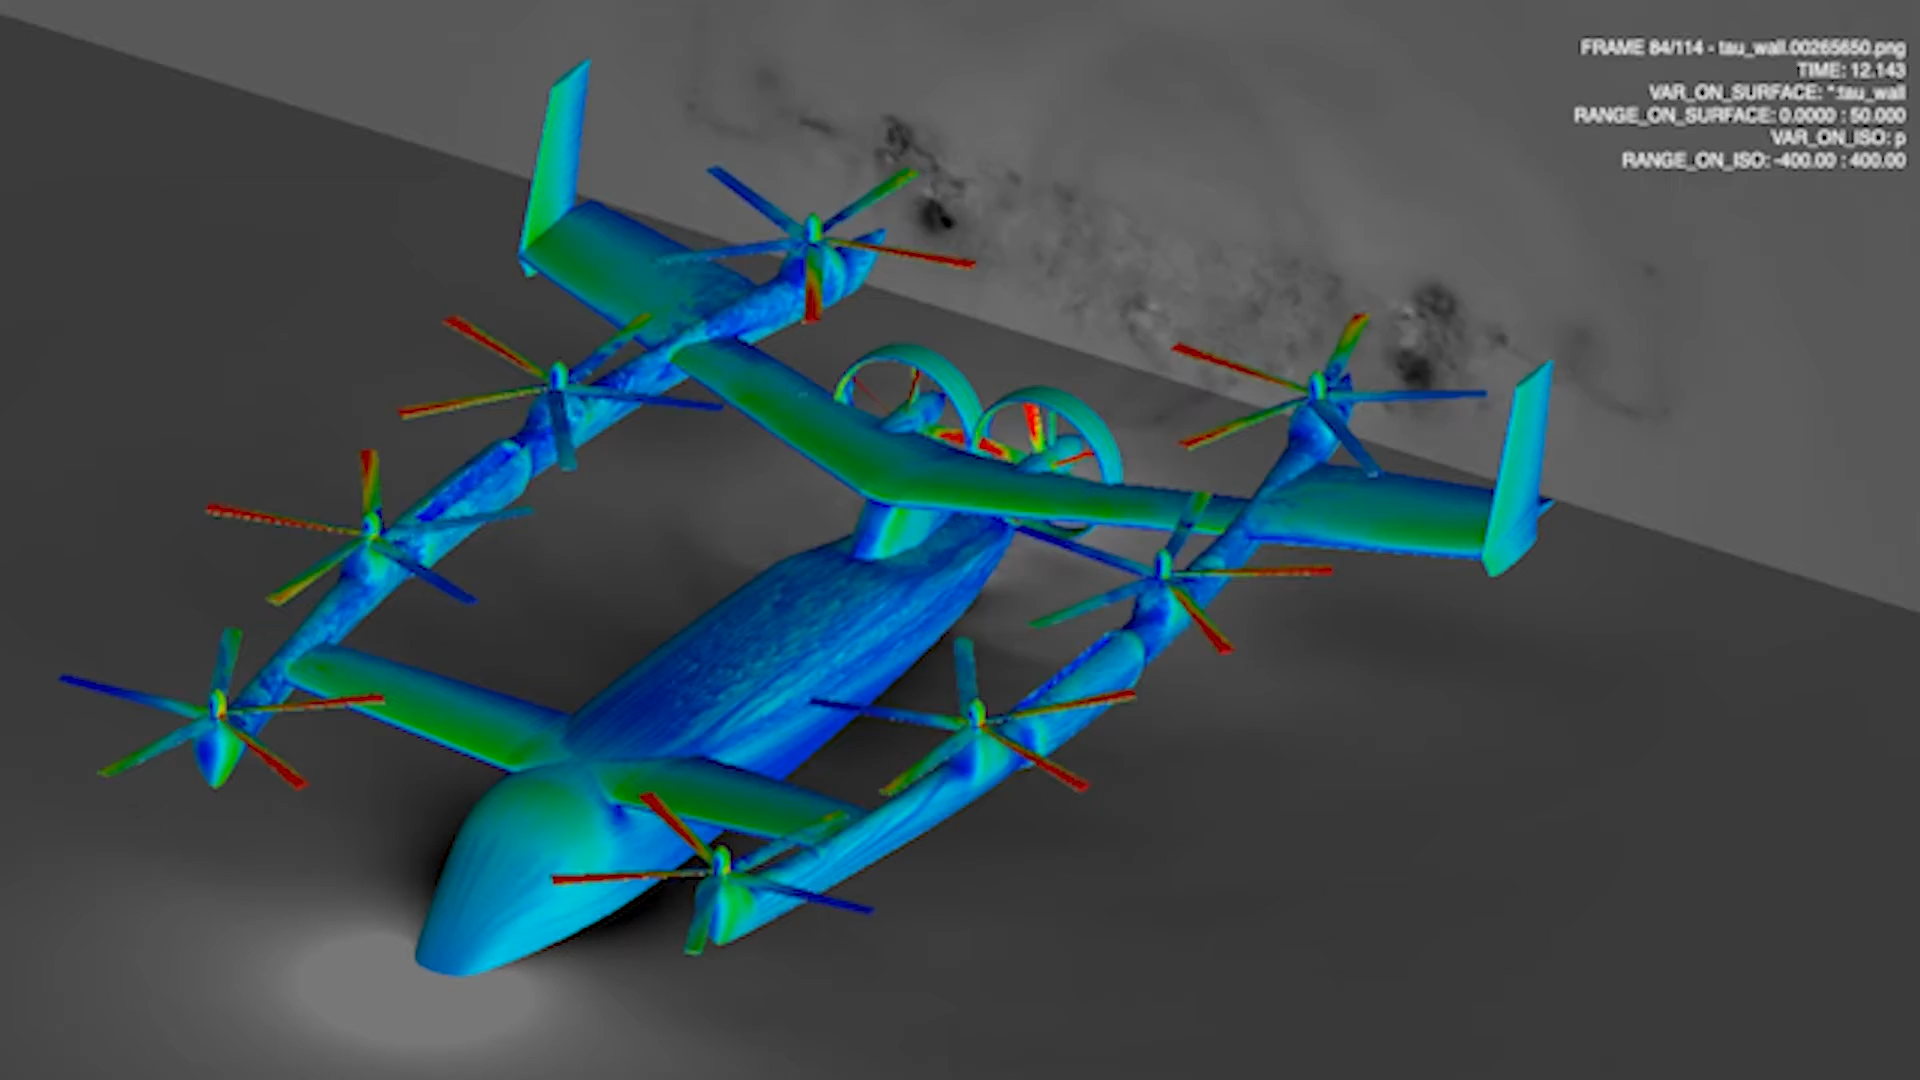 FRAME 84/114 - tau_wall.00265650.png
TIME: 12.143
VAR_ON_SURFACE: *:tau_wall
RANGE_ON_SURFACE: 0.0000 : 50.000
VAR_ON_ISO: p
RANGE_ON_ISO: -400.00 : 400.00